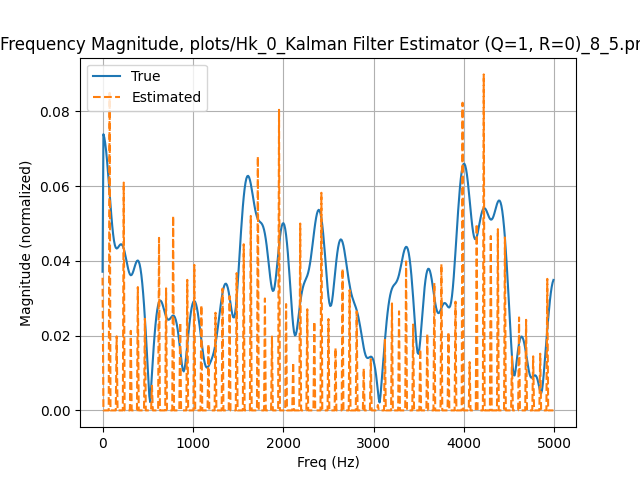 Frequency Magnitude, plots/Hk_0_Kalman Filter Estimator (Q=1, R=0)_8_5.pn
True
Estimated
0.08
0.06
0.04
0.02
0.00
Magnitude (normalized)
0
1000
2000
3000
4000
5000
Freq (Hz)